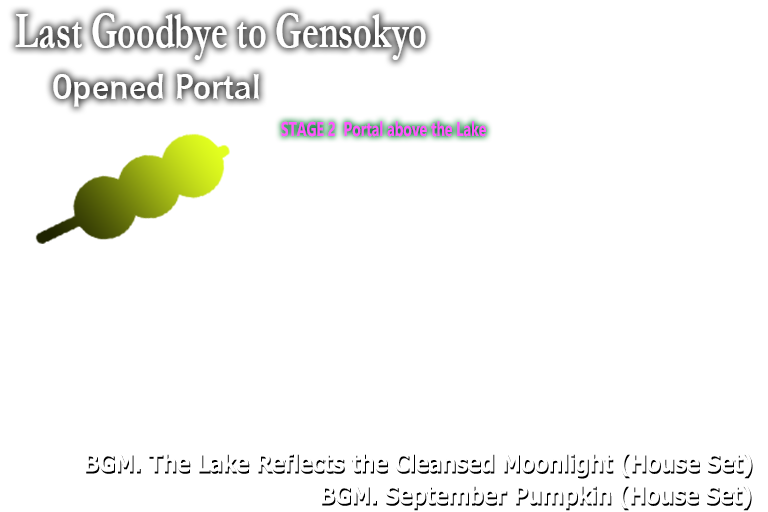 Last Goodbye to Gensokyo
Opened Portal
STAGE 2 Portal above the Lake
BGM. The Lake Reflects the Cleansed Moonlight (House Set)
BGM. September Pumpkin (House Set)